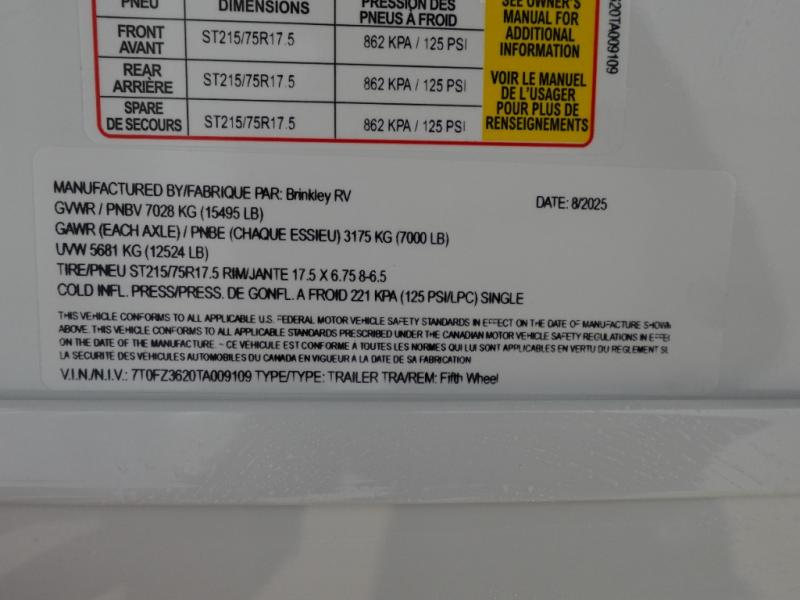 PNEU DIMENSIONS PRESSION DES PNEUS À FROID SEE OWNER'S MANUAL FOR ADDITIONAL INFORMATION
FRONT AVANT ST215/75R17.5 862 KPA / 125 PSI
REAR ARRIÈRE ST215/75R17.5 862 KPA / 125 PSI VOIR LE MANUEL DE L'USAGER POUR PLUS DE RENSEIGNEMENTS
SPARE DE SECOURS ST215/75R17.5 862 KPA / 125 PSI
20TA009109
MANUFACTURED BY/FABRIQUE PAR: Brinkley RV DATE: 8/2025
GVWR / PNBV 7028 KG (15495 LB)
GAWR (EACH AXLE) / PNBE (CHAQUE ESSIEU) 3175 KG (7000 LB)
UVW 5681 KG (12524 LB)
TIRE/PNEU ST215/75R17.5 RIM/JANTE 17.5 X 6.75 8-6.5
COLD INFL. PRESS/PRESS. DE GONFL. A FROID 221 KPA (125 PSI/LPC) SINGLE
THIS VEHICLE CONFORMS TO ALL APPLICABLE U.S. FEDERAL MOTOR VEHICLE SAFETY STANDARDS IN EFFECT ON THE DATE OF MANUFACTURE SHOWN
ABOVE. THIS VEHICLE CONFORMS TO ALL APPLICABLE STANDARDS PRESCRIBED UNDER THE CANADIAN MOTOR VEHICLE SAFETY REGULATIONS IN EFFEC
ON THE DATE OF THE MANUFACTURE - CE VEHICULE EST CONFORME A TOUTES LES NORMES QUI LUI SONT APPLICABLES EN VERTU DU REGLEMENT SU
LA SECURITE DES VEHICULES AUTOMOBILES DU CANADA EN VIGUEUR A LA DATE DE SA FABRICATION
V.I.N./N.I.V.: 7T0FZ3620TA009109 TYPE/TYPE: TRAILER TRA/REM: Fifth Wheel